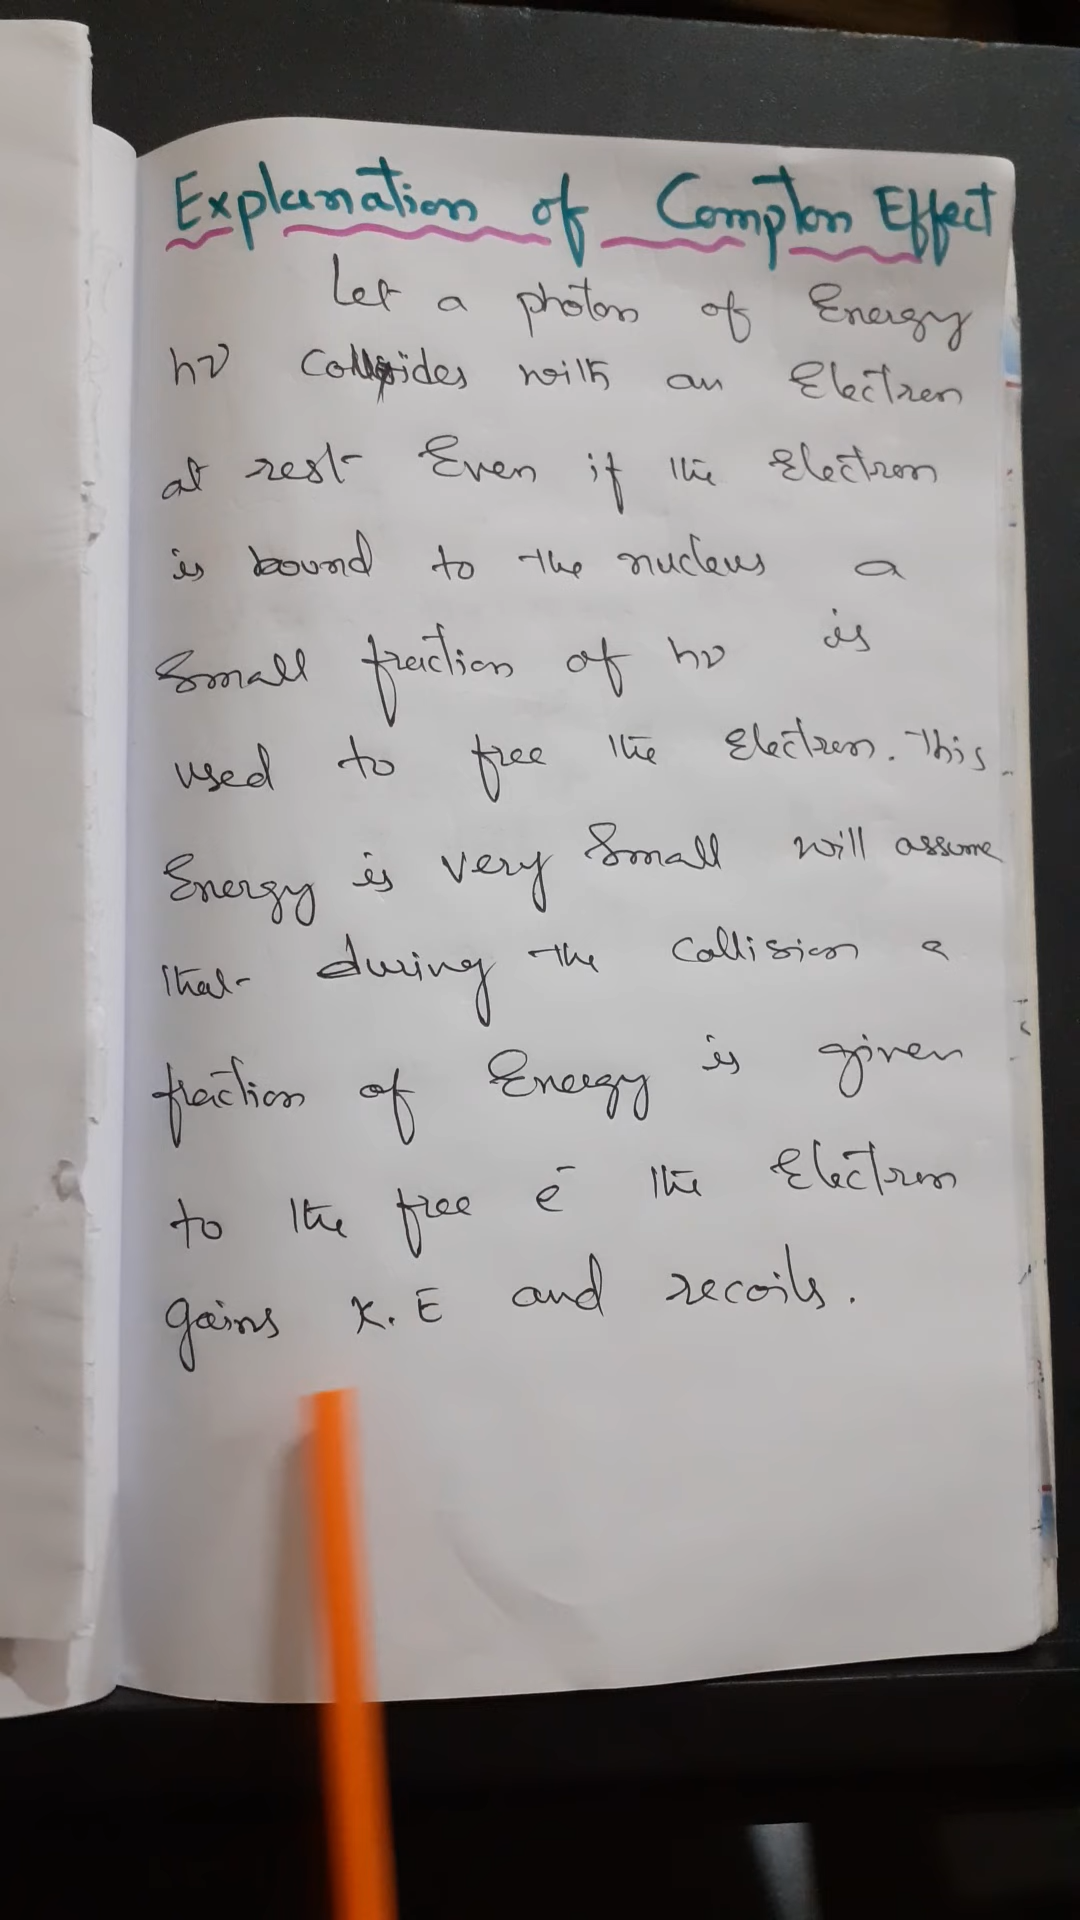 Explanation of Compton Effect
Let a photon of Energy
hν Collides with an Electron
at rest Even if the Electron
is bound to the nucleus a
Small fraction of hν is
used to free the Electron. This
Energy is very Small will assume
that during the Collision a
fraction of Energy is given
to the free e⁻ the Electron
gains K.E and recoils.